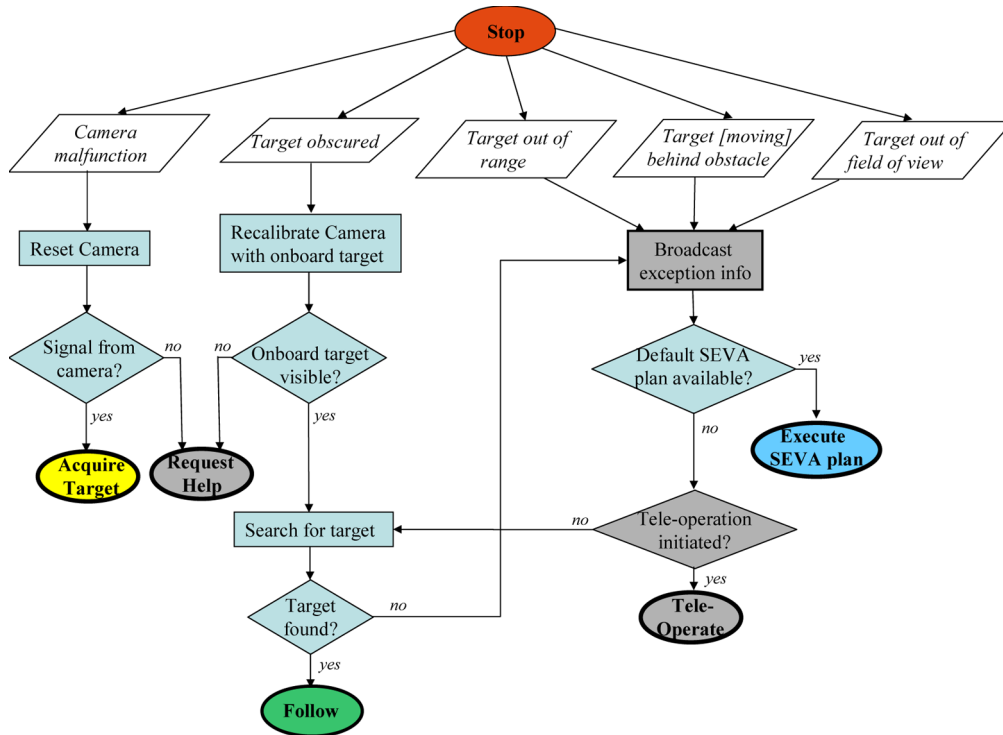 Stop
Camera
malfunction
Target obscured
Target out of
range
Target [moving]
behind obstacle
Target out of
field of view
Reset Camera
Recalibrate Camera
with onboard target
Broadcast
exception info
Signal from
camera?
no
no
Onboard target
visible?
Default SEVA
plan available?
yes
yes
yes
no
Acquire
Target
Request
Help
Execute
SEVA plan
Search for target
no
Tele-operation
initiated?
yes
Target
found?
no
Tele-
Operate
yes
Follow